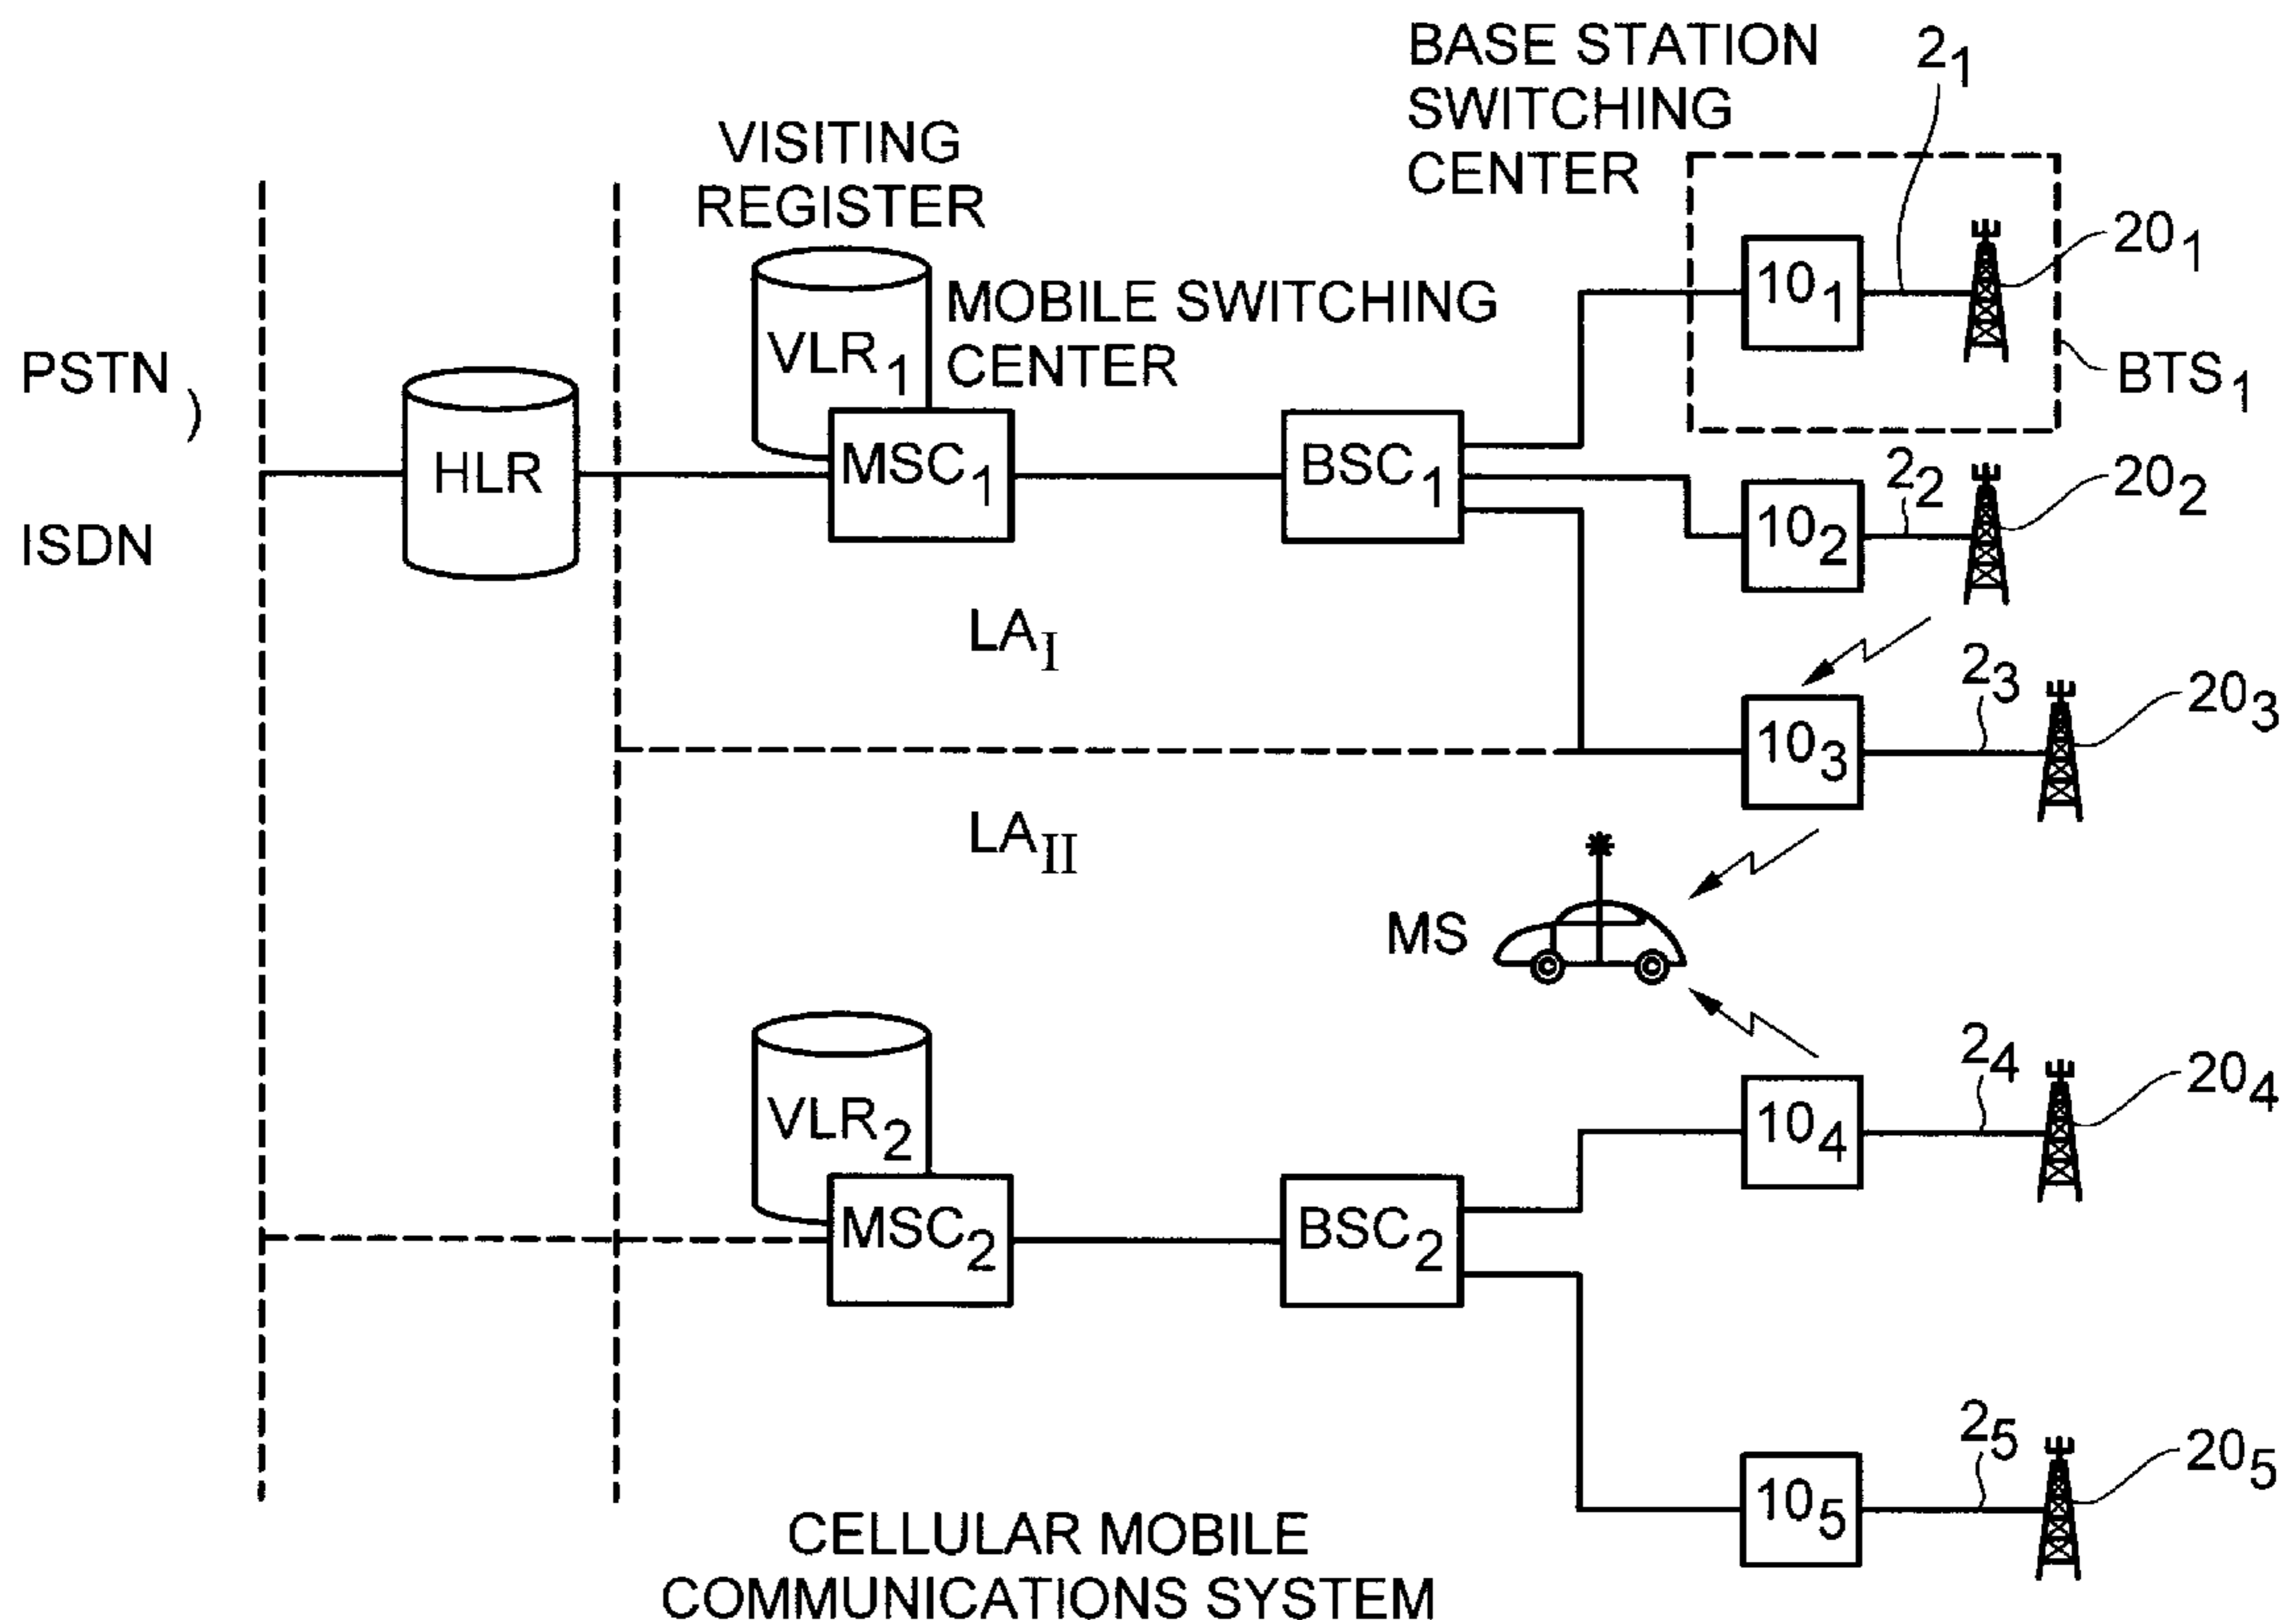 BASE STATION
SWITCHING
CENTER
2₁
VISITING
REGISTER
20₁
10₁
MOBILE SWITCHING
CENTER
VLR₁
PSTN
)
BTS₁
HLR
MSC₁
BSC₁
2₂
20₂
10₂
ISDN
LA_I
2₃
20₃
10₃
LA_II
MS
2₄
20₄
10₄
VLR₂
MSC₂
BSC₂
2₅
20₅
10₅
CELLULAR MOBILE
COMMUNICATIONS SYSTEM